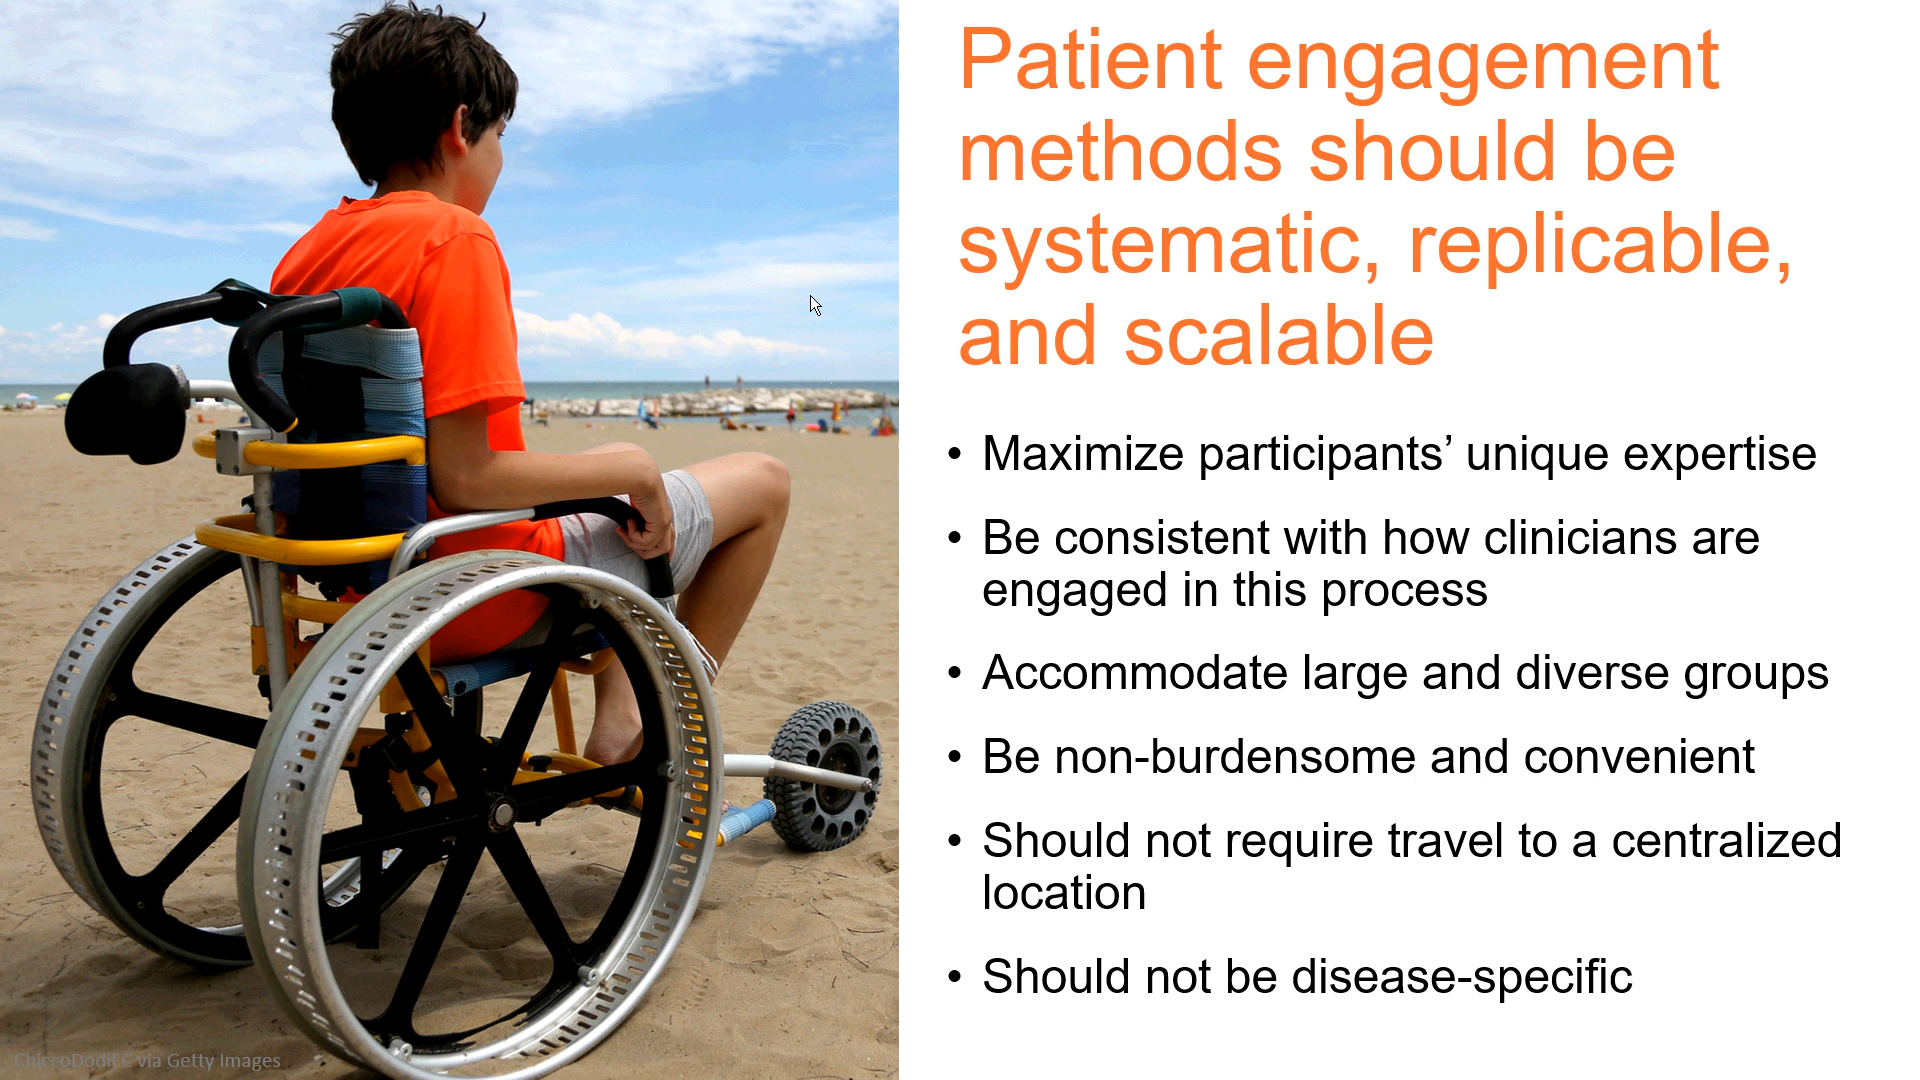 Patient engagement
methods should be
systematic, replicable,
and scalable
• Maximize participants’ unique expertise
• Be consistent with how clinicians are
engaged in this process
• Accommodate large and diverse groups
• Be non-burdensome and convenient
• Should not require travel to a centralized
location
• Should not be disease-specific
ChiccoDodiFC via Getty Images